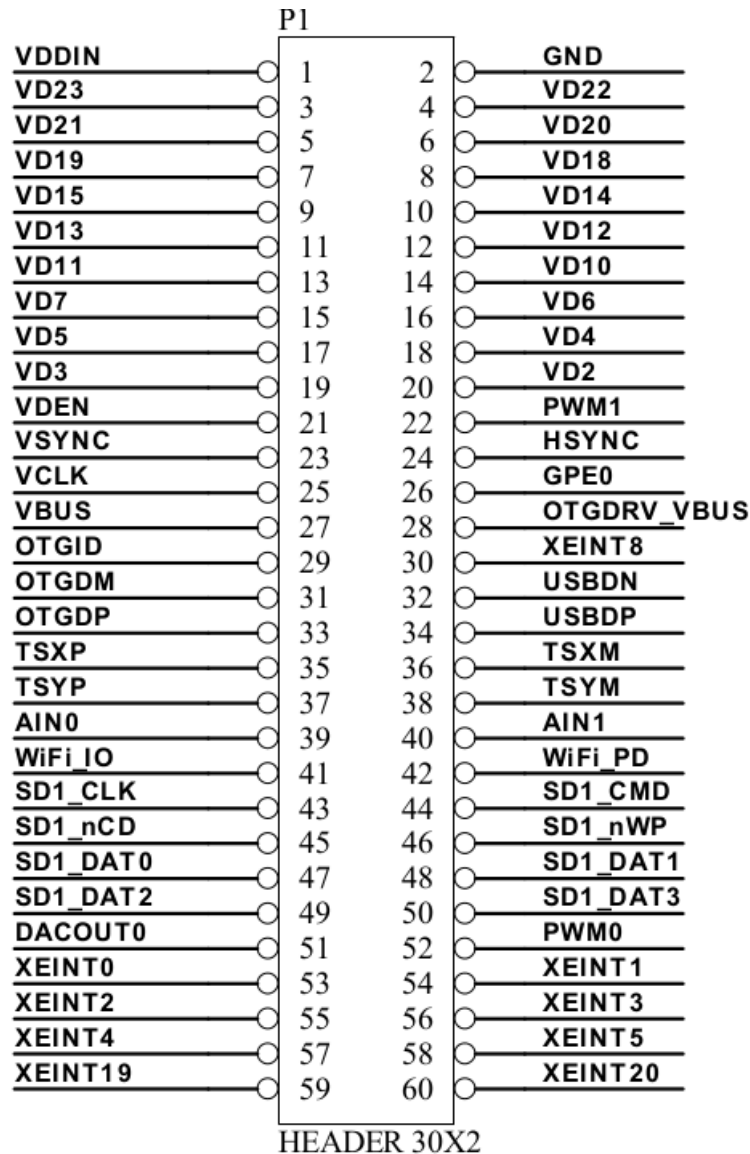 P1
VDDIN 1 2 GND
VD23 3 4 VD22
VD21 5 6 VD20
VD19 7 8 VD18
VD15 9 10 VD14
VD13 11 12 VD12
VD11 13 14 VD10
VD7 15 16 VD6
VD5 17 18 VD4
VD3 19 20 VD2
VDEN 21 22 PWM1
VSYNC 23 24 HSYNC
VCLK 25 26 GPE0
VBUS 27 28 OTGDRV_VBUS
OTGID 29 30 XEINT8
OTGDM 31 32 USBDN
OTGDP 33 34 USBDP
TSXP 35 36 TSXM
TSYP 37 38 TSYM
AIN0 39 40 AIN1
WiFi_IO 41 42 WiFi_PD
SD1_CLK 43 44 SD1_CMD
SD1_nCD 45 46 SD1_nWP
SD1_DAT0 47 48 SD1_DAT1
SD1_DAT2 49 50 SD1_DAT3
DACOUT0 51 52 PWM0
XEINT0 53 54 XEINT1
XEINT2 55 56 XEINT3
XEINT4 57 58 XEINT5
XEINT19 59 60 XEINT20
HEADER 30X2